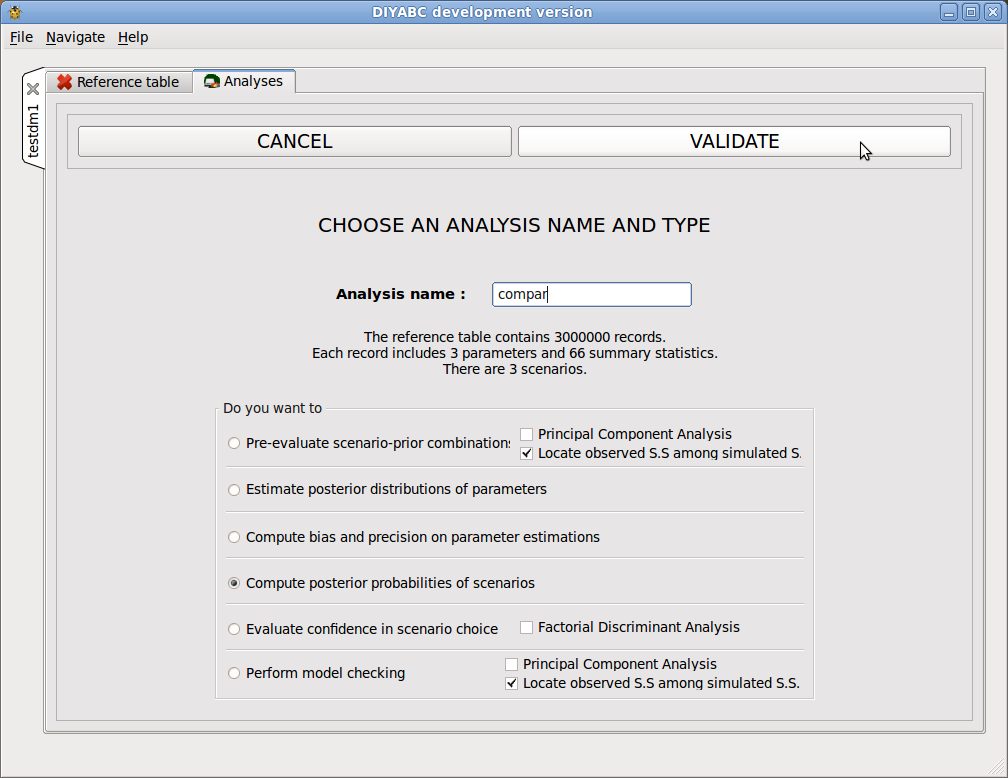 DIYABC development version
File Navigate Help
testdm1
Reference table
Analyses
CANCEL
VALIDATE
CHOOSE AN ANALYSIS NAME AND TYPE
Analysis name :
compar
The reference table contains 3000000 records.
Each record includes 3 parameters and 66 summary statistics.
There are 3 scenarios.
Do you want to
Pre-evaluate scenario-prior combinations
Principal Component Analysis
Locate observed S.S among simulated S.
Estimate posterior distributions of parameters
Compute bias and precision on parameter estimations
Compute posterior probabilities of scenarios
Evaluate confidence in scenario choice
Factorial Discriminant Analysis
Perform model checking
Principal Component Analysis
Locate observed S.S among simulated S.S.